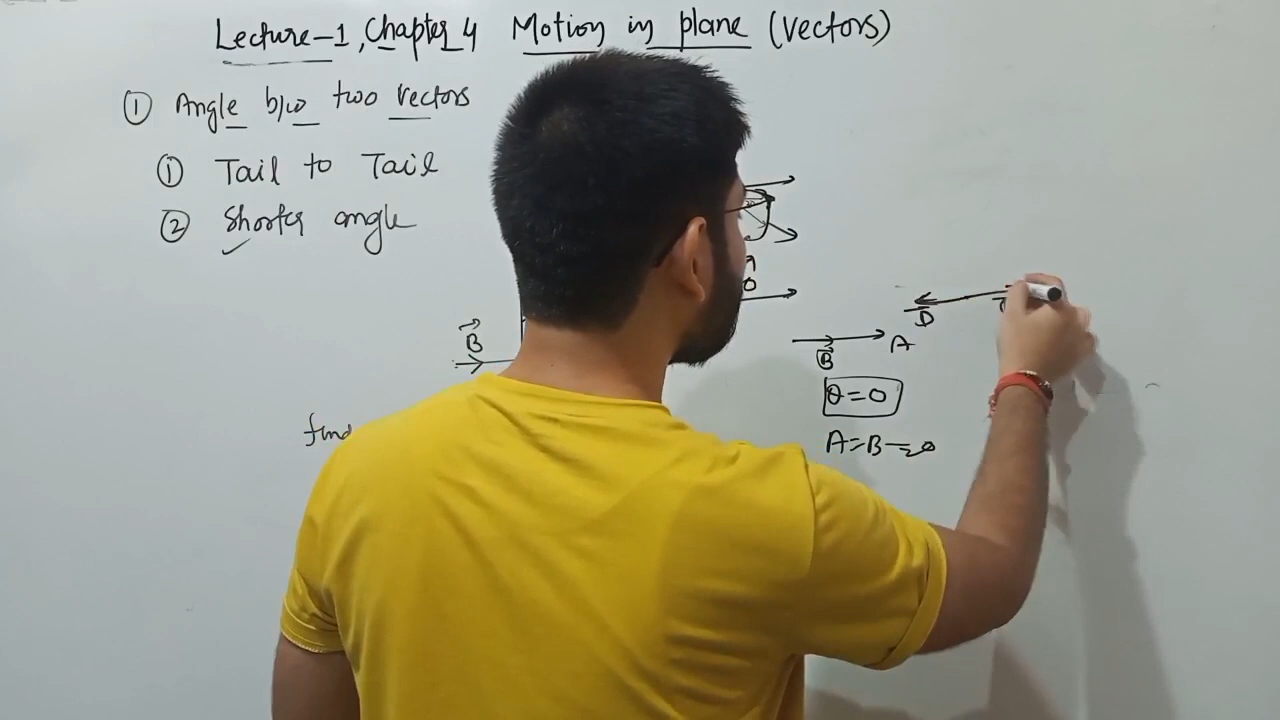 Lecture-1, Chapter 4 Motion in plane (vectors)
① Angle b/w two vectors
① Tail to Tail
② Shorter angle
B
find
0
B A
θ=0
D